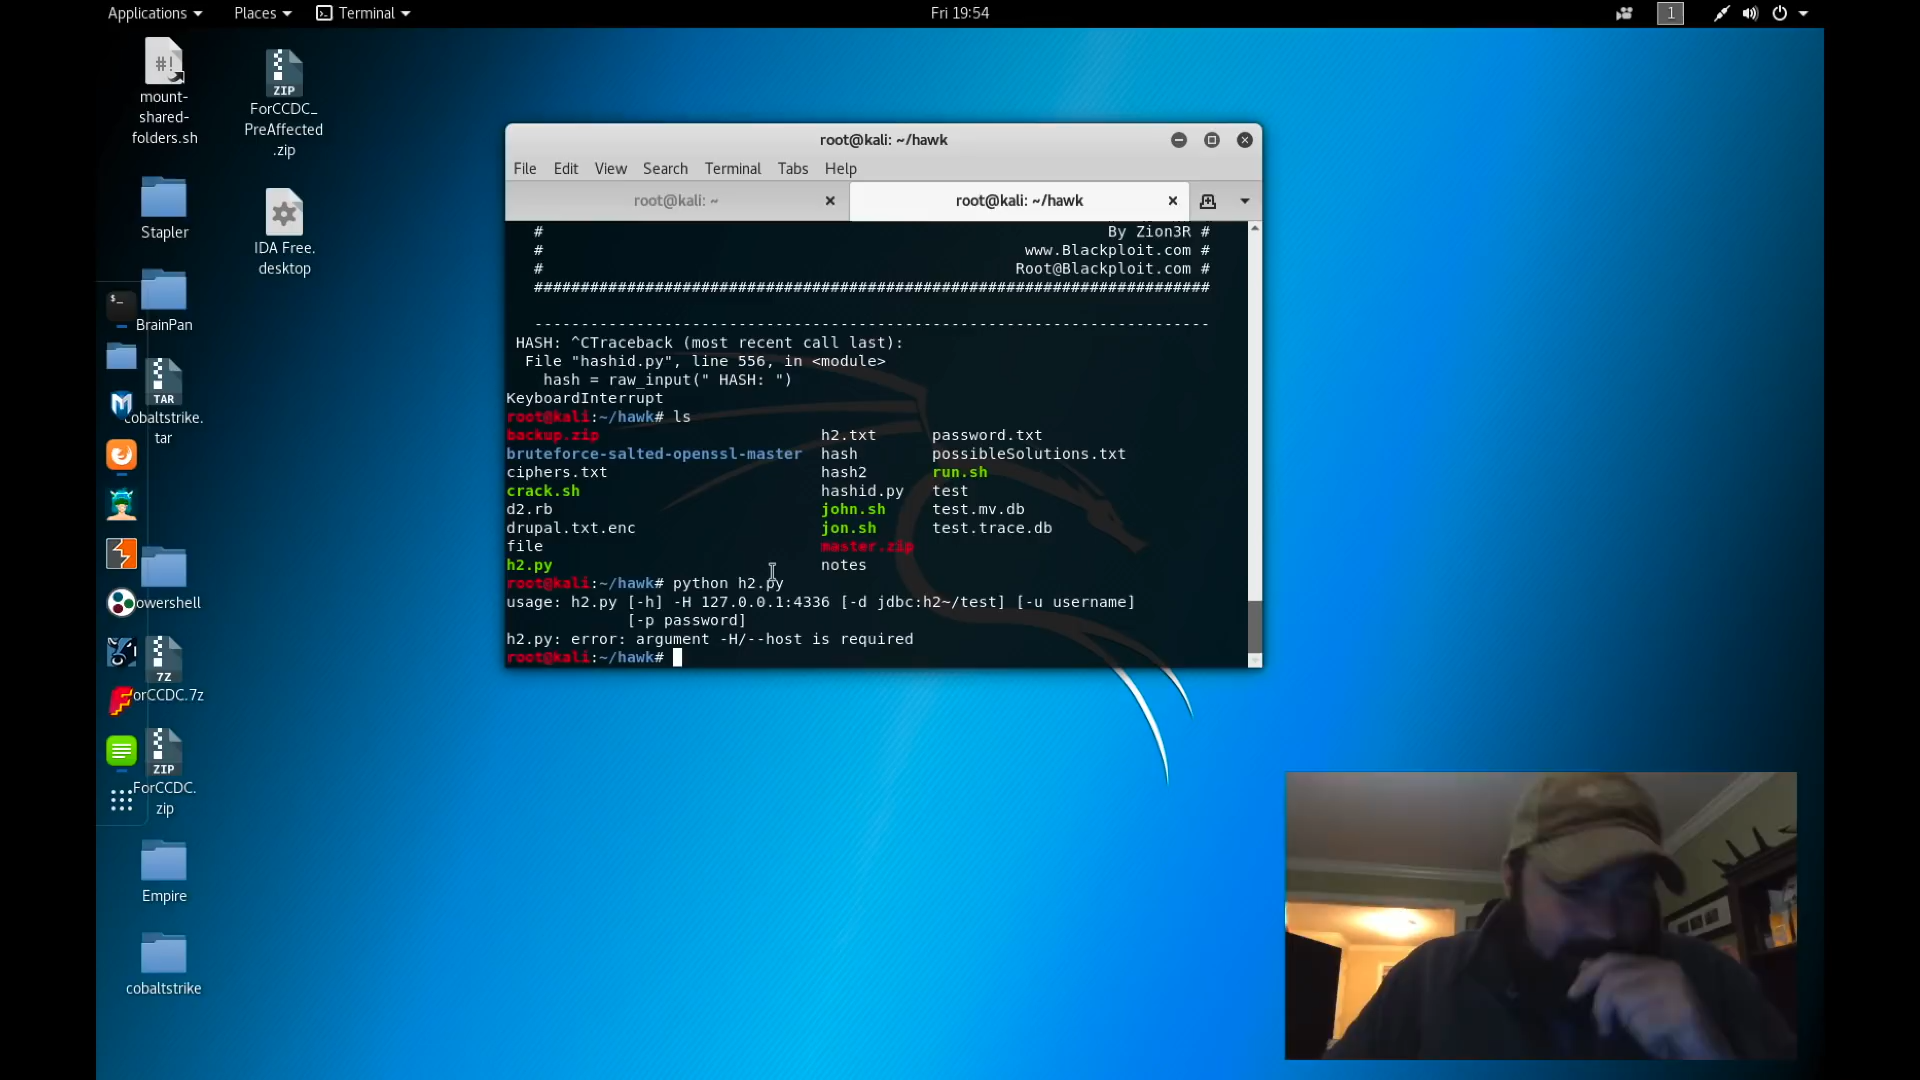 Applications
Places
Terminal
Fri 19:54
1
mount-
shared-
folders.sh
ZIP
ForCCDC_
PreAffected
.zip
Stapler
IDA Free.
desktop
BrainPan
TAR
cobaltstrike.
tar
owershell
7Z
orCCDC.7z
ZIP
ForCCDC.
zip
Empire
cobaltstrike
root@kali: ~/hawk
File Edit View Search Terminal Tabs Help
root@kali: ~
root@kali: ~/hawk
# By Zion3R #
# www.Blackploit.com #
# Root@Blackploit.com #
#########################################################################
-------------------------------------------------------------------------
HASH: ^CTraceback (most recent call last):
File "hashid.py", line 556, in <module>
hash = raw_input(" HASH: ")
KeyboardInterrupt
root@kali:~/hawk# ls
backup.zip h2.txt password.txt
bruteforce-salted-openssl-master hash possibleSolutions.txt
ciphers.txt hash2 run.sh
crack.sh hashid.py test
d2.rb john.sh test.mv.db
drupal.txt.enc jon.sh test.trace.db
file master.zip
h2.py notes
root@kali:~/hawk# python h2.py
usage: h2.py [-h] -H 127.0.0.1:4336 [-d jdbc:h2~/test] [-u username]
[-p password]
h2.py: error: argument -H/--host is required
root@kali:~/hawk#